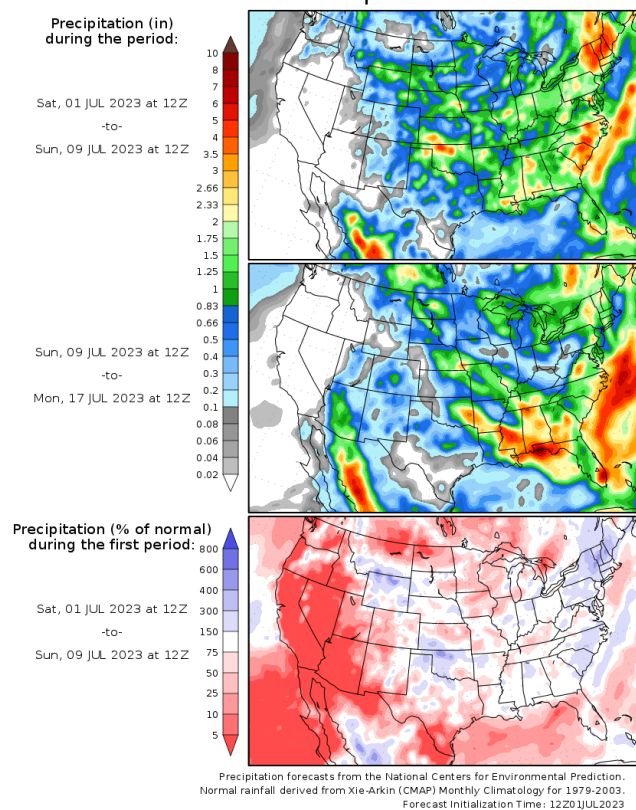 Precipitation (in)
during the period:
Sat, 01 JUL 2023 at 12Z
-to-
Sun, 09 JUL 2023 at 12Z
10
8
7
6
5
4
3.5
3
2.66
2.33
2
1.75
1.5
1.25
1
0.83
0.66
0.5
0.4
0.3
0.2
0.1
0.08
0.06
0.04
0.02
Sun, 09 JUL 2023 at 12Z
-to-
Mon, 17 JUL 2023 at 12Z
Precipitation (% of normal)
during the first period:
Sat, 01 JUL 2023 at 12Z
-to-
Sun, 09 JUL 2023 at 12Z
800
600
400
300
150
75
50
25
10
5
Precipitation forecasts from the National Centers for Environmental Prediction.
Normal rainfall derived from Xie-Arkin (CMAP) Monthly Climatology for 1979-2003.
Forecast Initialization Time: 12Z01JUL2023